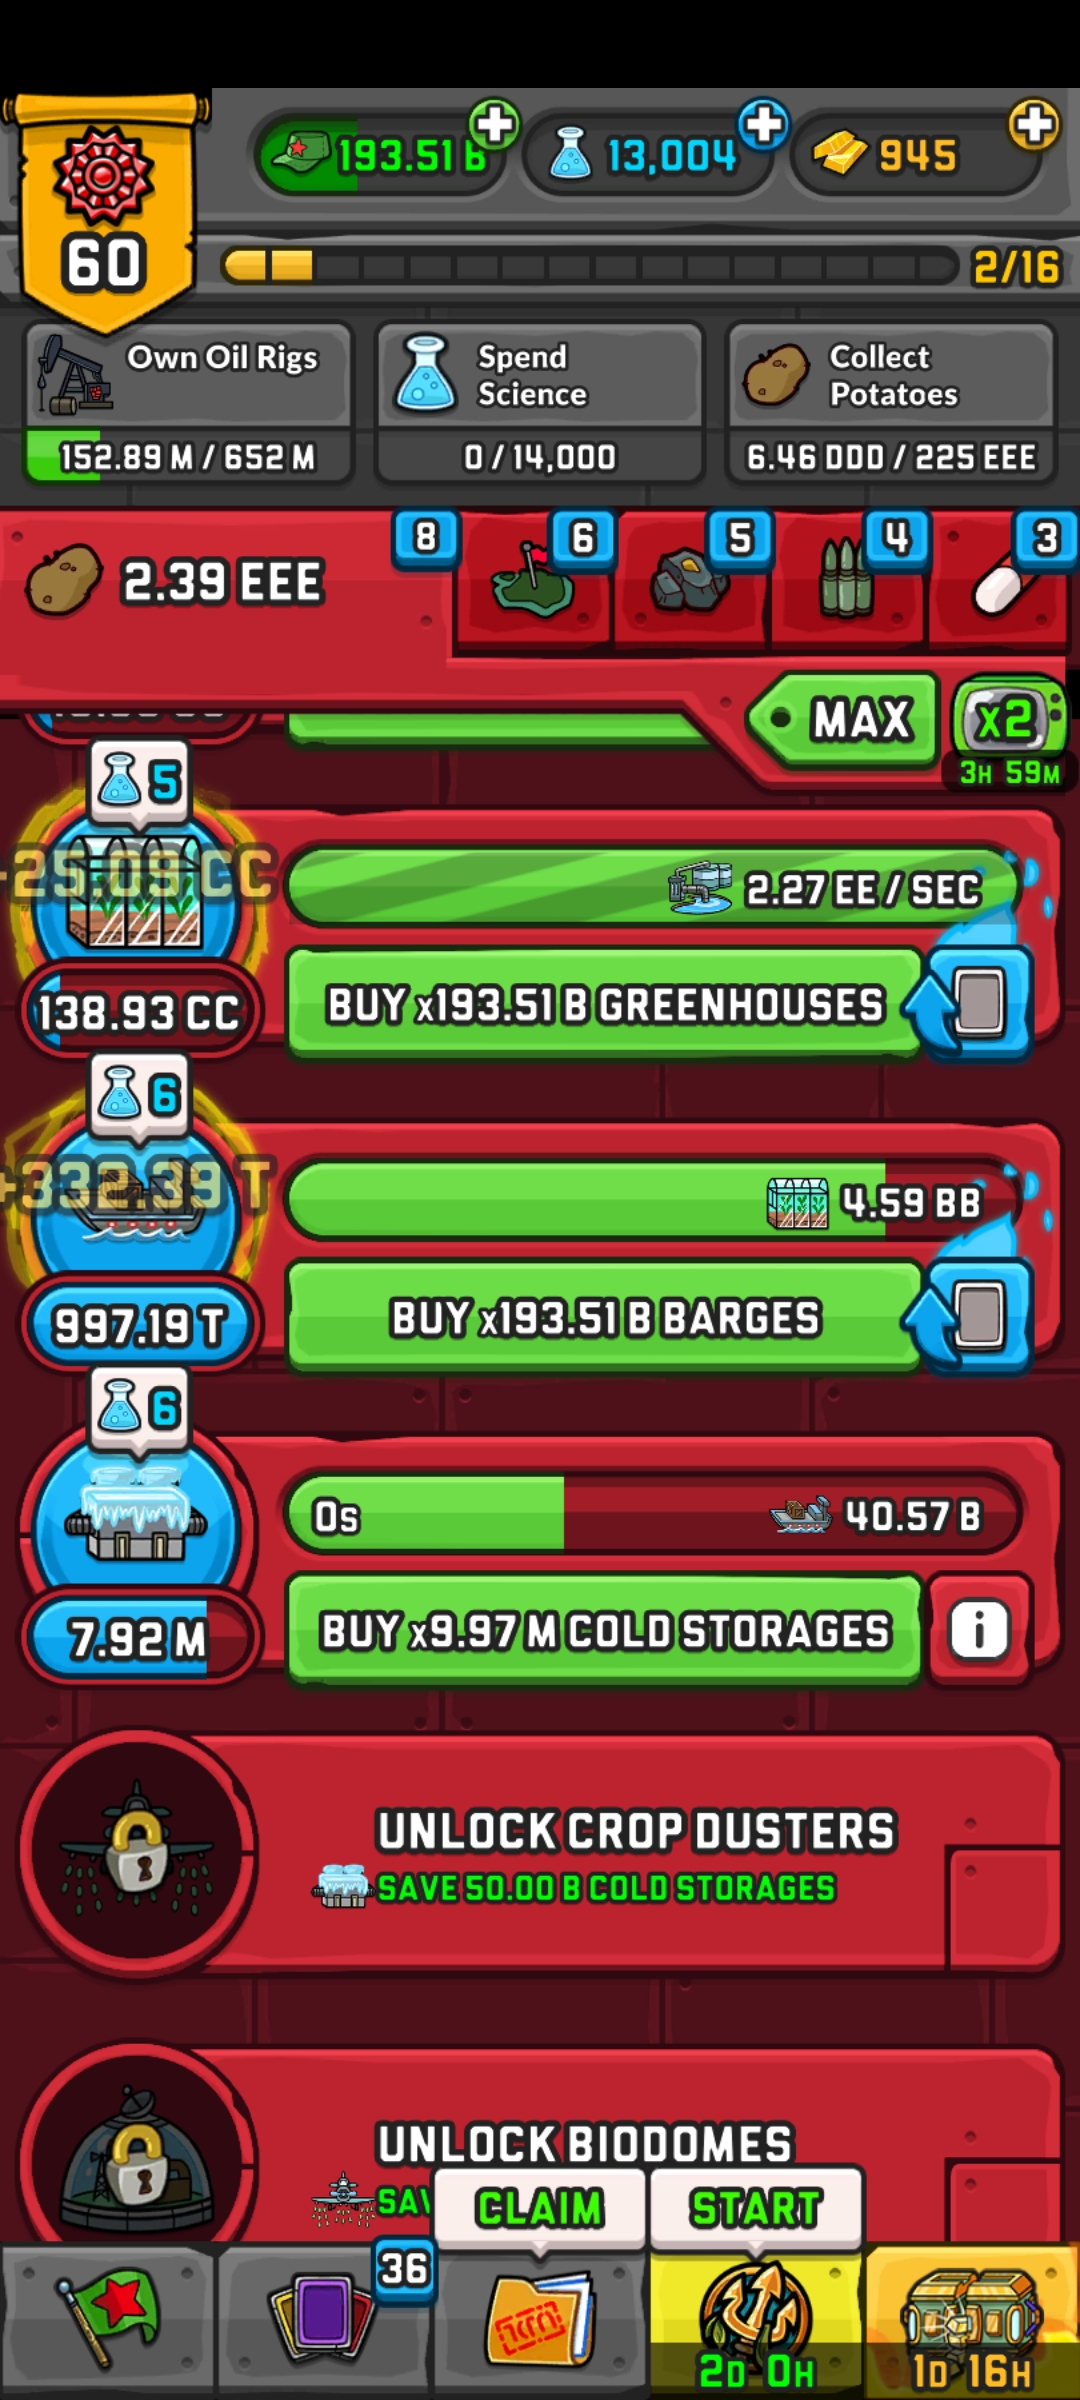 60
193.51 B
13,004
945
2/16
Own Oil Rigs
152.89 M / 652 M
Spend
Science
0 / 14,000
Collect
Potatoes
6.46 DDD / 225 EEE
2.39 EEE
8
6
5
4
3
MAX
x2
3H 59M
5
25.09 CC
2.27 EE / SEC
138.93 CC
BUY x193.51 B GREENHOUSES
6
+332.39 T
4.59 BB
997.19 T
BUY x193.51 B BARGES
6
0s
40.57 B
7.92 M
BUY x9.97 M COLD STORAGES
i
UNLOCK CROP DUSTERS
SAVE 50.00 B COLD STORAGES
UNLOCK BIODOMES
CLAIM
START
36
2D 0H
1D 16H